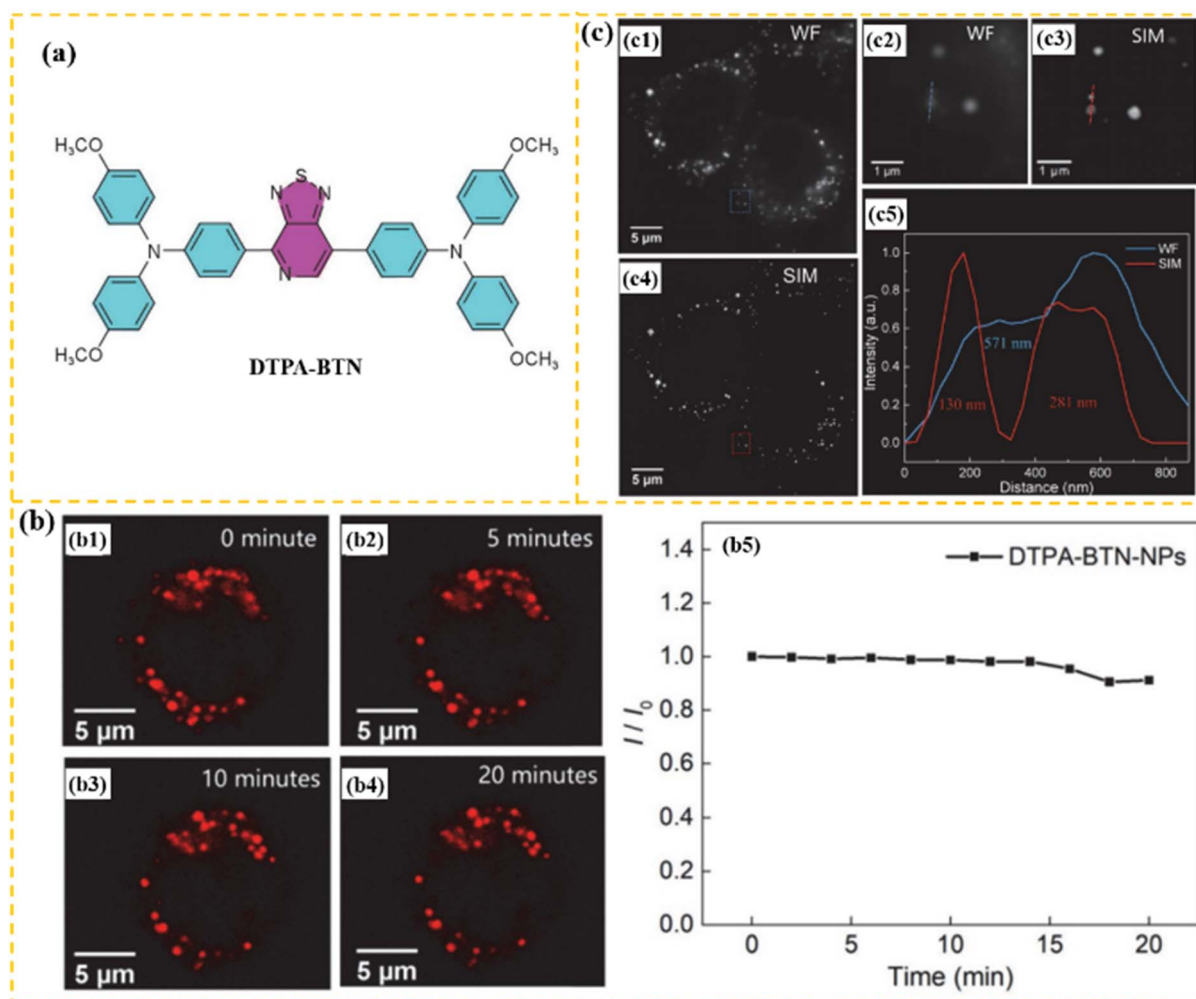 (a)
H₃CO
OCH₃
S
N
N
N
N
N
H₃CO
OCH₃
DTPA-BTN
(c)
(c1)
WF
5 μm
(c2)
WF
1 μm
(c3)
SIM
1 μm
(c4)
SIM
5 μm
(c5)
WF
SIM
1.0
0.8
0.6
0.4
0.2
0.0
Intensity (a.u.)
571 nm
130 nm
281 nm
0
200
400
600
800
Distance (nm)
(b)
(b1)
0 minute
5 μm
(b2)
5 minutes
5 μm
(b3)
10 minutes
5 μm
(b4)
20 minutes
5 μm
(b5)
DTPA-BTN-NPs
1.4
1.2
1.0
0.8
0.6
0.4
0.2
0.0
I / I₀
0
5
10
15
20
Time (min)